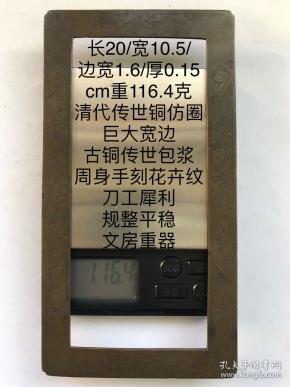 长20/宽10.5/
边宽1.6/厚0.15
cm重116.4克
清代传世铜仿圈
巨大宽边
古铜传世包浆
周身手刻花卉纹
刀工犀利
规整平稳
文房重器
116.4
孔夫子旧书网